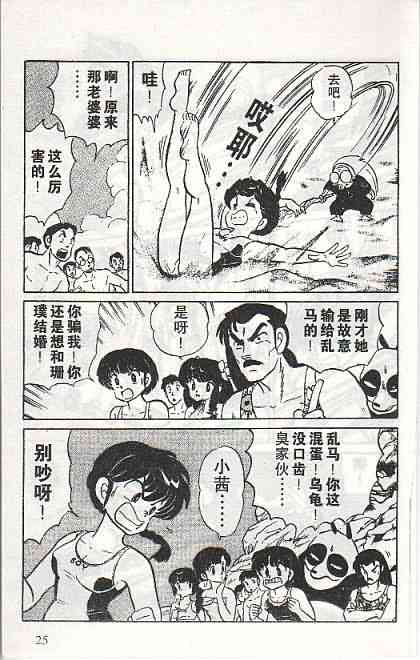 去吧！
哎耶…
哇！
啊！原来
那老婆婆
……
这么厉
害的！
刚才她
是故意
输给乱
马的！
是呀！
你骗我！你
还是想和珊
璞结婚！
乱马！你这
混蛋！乌龟
没口齿！
臭家伙……
小茜……
别吵呀！
25